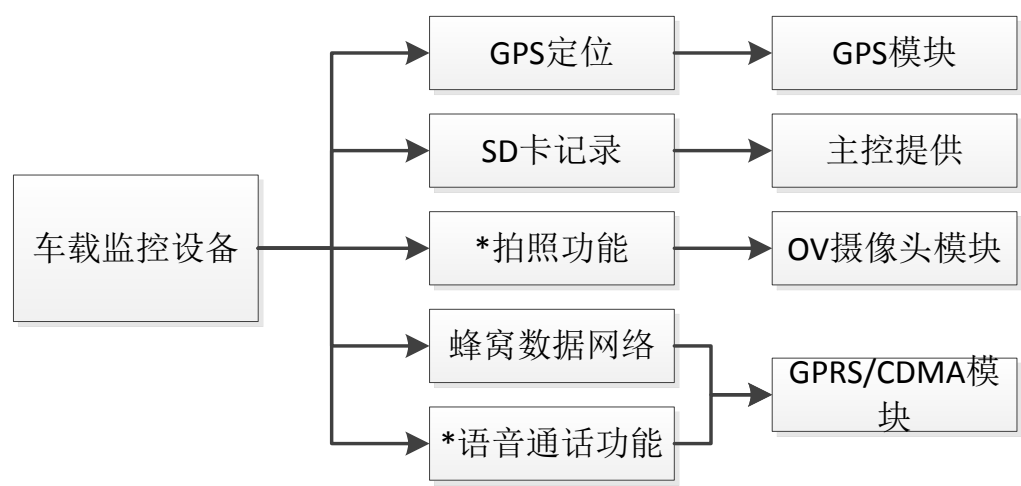 GPS定位
GPS模块
SD卡记录
主控提供
车载监控设备
*拍照功能
OV摄像头模块
蜂窝数据网络
GPRS/CDMA模
块
*语音通话功能